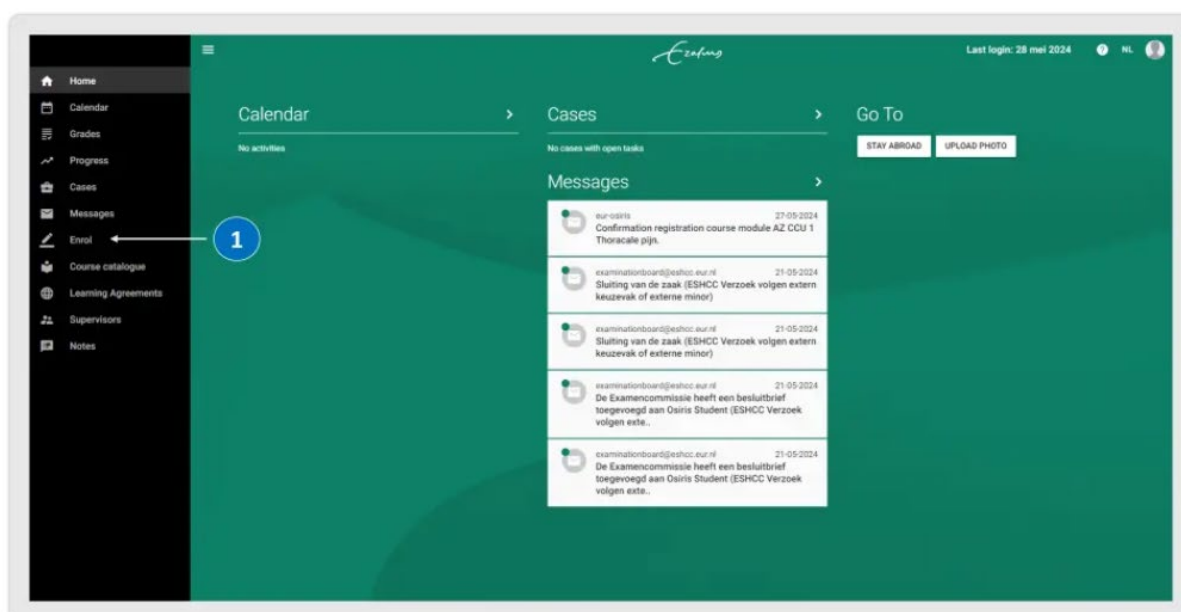 Erasmus
Last login: 28 mei 2024
NL
Home
Calendar
Grades
Progress
Cases
Messages
Enrol
Course catalogue
Learning Agreements
Supervisors
Notes
1
Calendar
No activities
Cases
No cases with open tasks
Messages
eur-osiris 27-05-2024
Confirmation registration course module AZ CCU 1
Thoracale pijn.
examinationboard@eshcc.eur.nl 21-05-2024
Sluiting van de zaak (ESHCC Verzoek volgen extern
keuzevak of externe minor)
examinationboard@eshcc.eur.nl 21-05-2024
Sluiting van de zaak (ESHCC Verzoek volgen extern
keuzevak of externe minor)
examinationboard@eshcc.eur.nl 21-05-2024
De Examencommissie heeft een besluitbrief
toegevoegd aan Osiris Student (ESHCC Verzoek
volgen exte..
examinationboard@eshcc.eur.nl 21-05-2024
De Examencommissie heeft een besluitbrief
toegevoegd aan Osiris Student (ESHCC Verzoek
volgen exte..
Go To
STAY ABROAD UPLOAD PHOTO